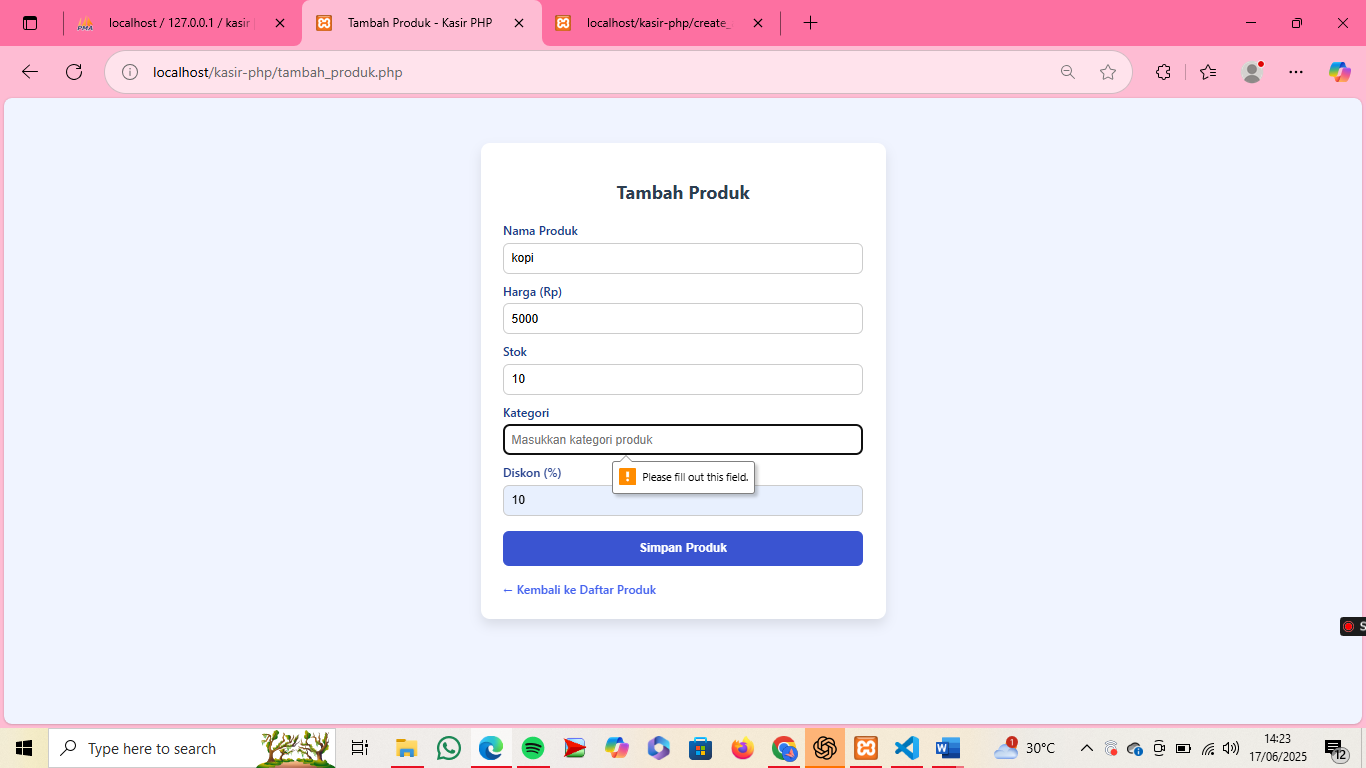 localhost / 127.0.0.1 / kasir
Tambah Produk - Kasir PHP
localhost/kasir-php/create_
localhost/kasir-php/tambah_produk.php
Tambah Produk
Nama Produk
kopi
Harga (Rp)
5000
Stok
10
Kategori
Masukkan kategori produk
Please fill out this field.
Diskon (%)
10
Simpan Produk
← Kembali ke Daftar Produk
S
Type here to search
1
30°C
14:23
17/06/2025
12